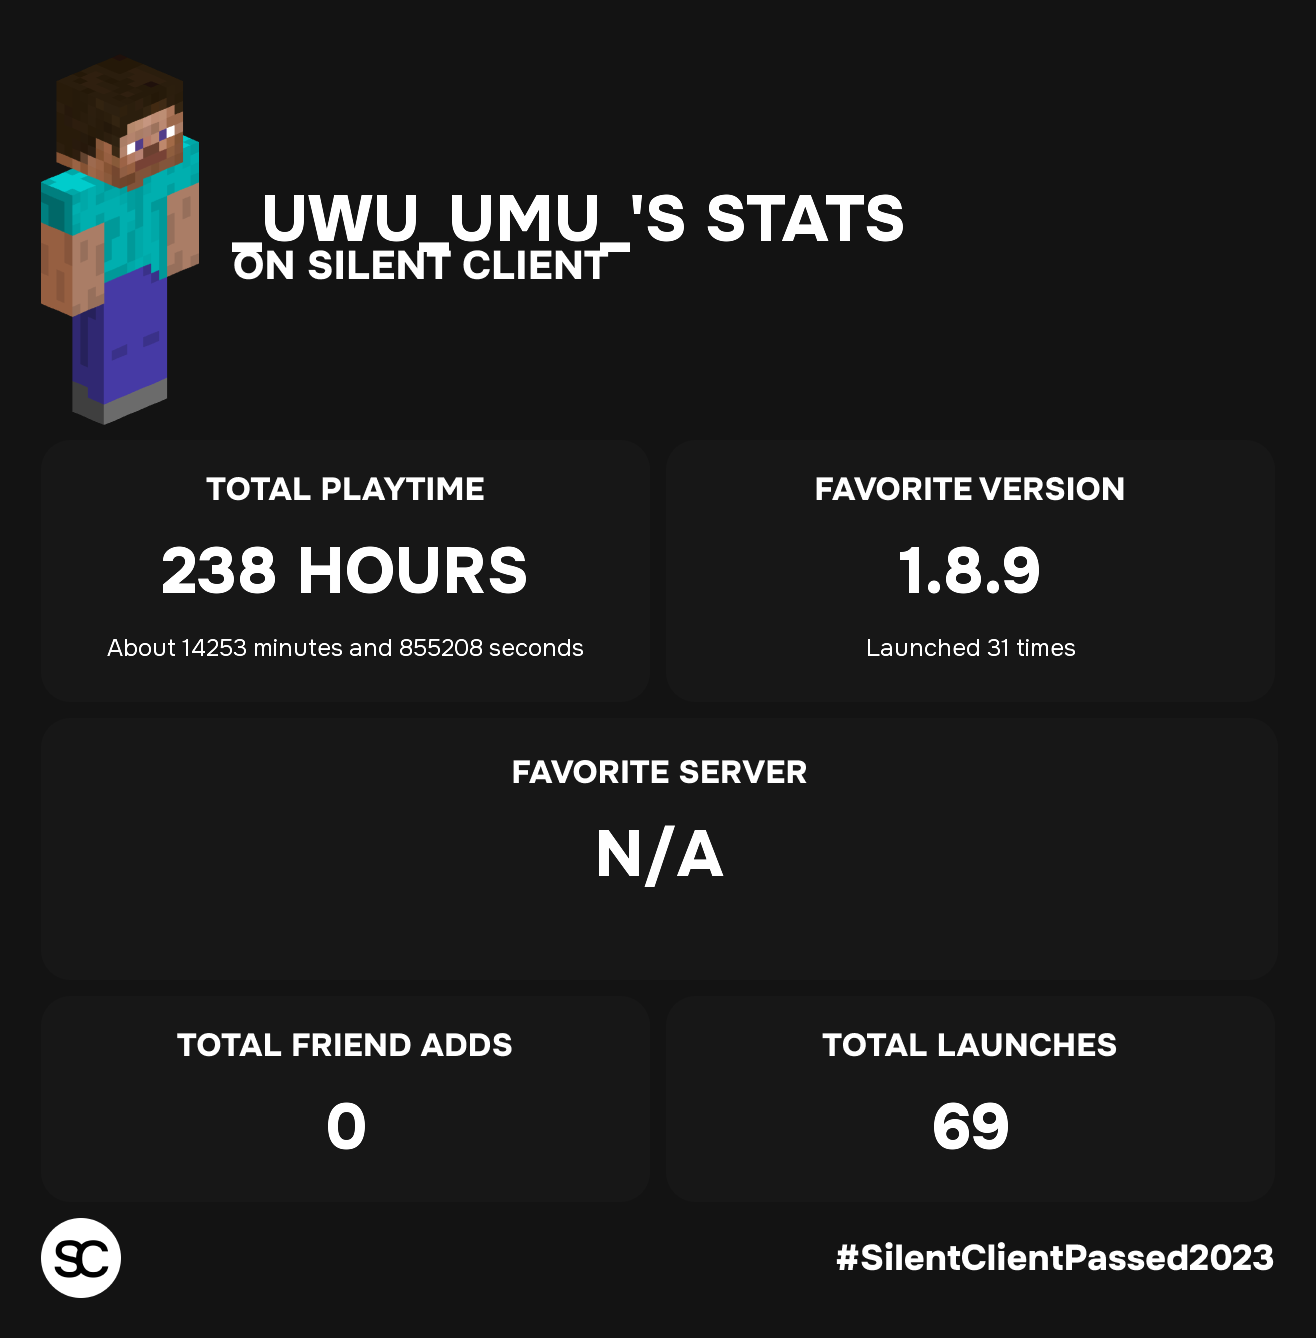 _UWU_UMU_'S STATS
ON SILENT CLIENT
TOTAL PLAYTIME
238 HOURS
About 14253 minutes and 855208 seconds
FAVORITE VERSION
1.8.9
Launched 31 times
FAVORITE SERVER
N/A
TOTAL FRIEND ADDS
0
TOTAL LAUNCHES
69
SC
#SilentClientPassed2023